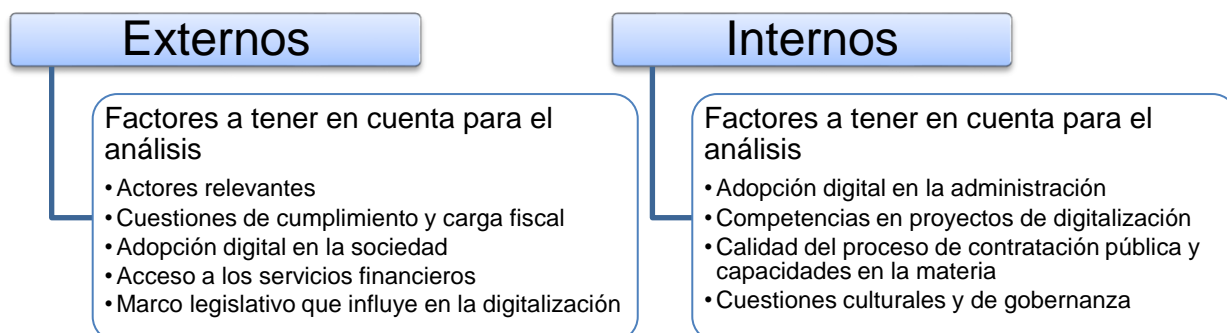 Externos
Factores a tener en cuenta para el
análisis
•Actores relevantes
•Cuestiones de cumplimiento y carga fiscal
•Adopción digital en la sociedad
•Acceso a los servicios financieros
•Marco legislativo que influye en la digitalización
Internos
Factores a tener en cuenta para el
análisis
•Adopción digital en la administración
•Competencias en proyectos de digitalización
•Calidad del proceso de contratación pública y
capacidades en la materia
•Cuestiones culturales y de gobernanza